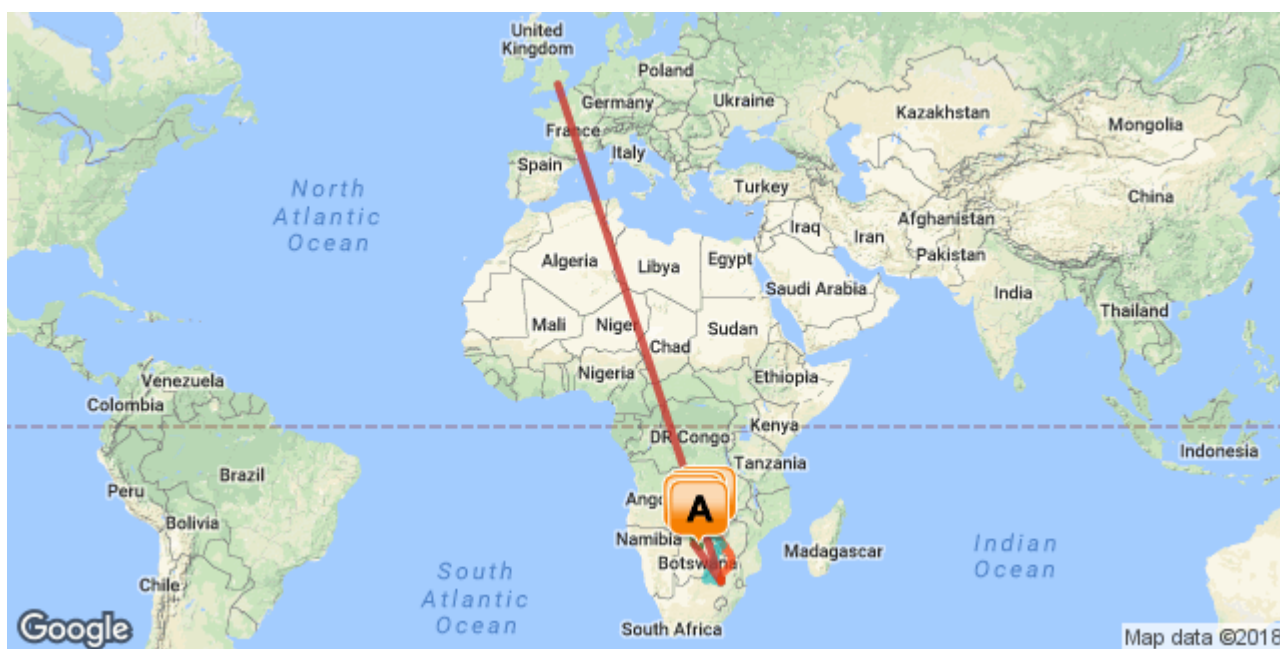 United
Kingdom
Poland
Germany
Ukraine
Kazakhstan
Mongolia
France
Italy
Spain
Turkey
China
North
Atlantic
Ocean
Afghanistan
Iraq
Iran
Pakistan
Algeria
Libya
Egypt
Saudi Arabia
India
Thailand
Mali
Niger
Sudan
Chad
Nigeria
Ethiopia
Venezuela
Colombia
DR Congo
Kenya
Indonesia
Tanzania
Brazil
Peru
Ango
A
Bolivia
Namibia
Madagascar
Indian
Ocean
Botswana
Chile
South
Atlantic
Ocean
South Africa
Google
Map data ©2018